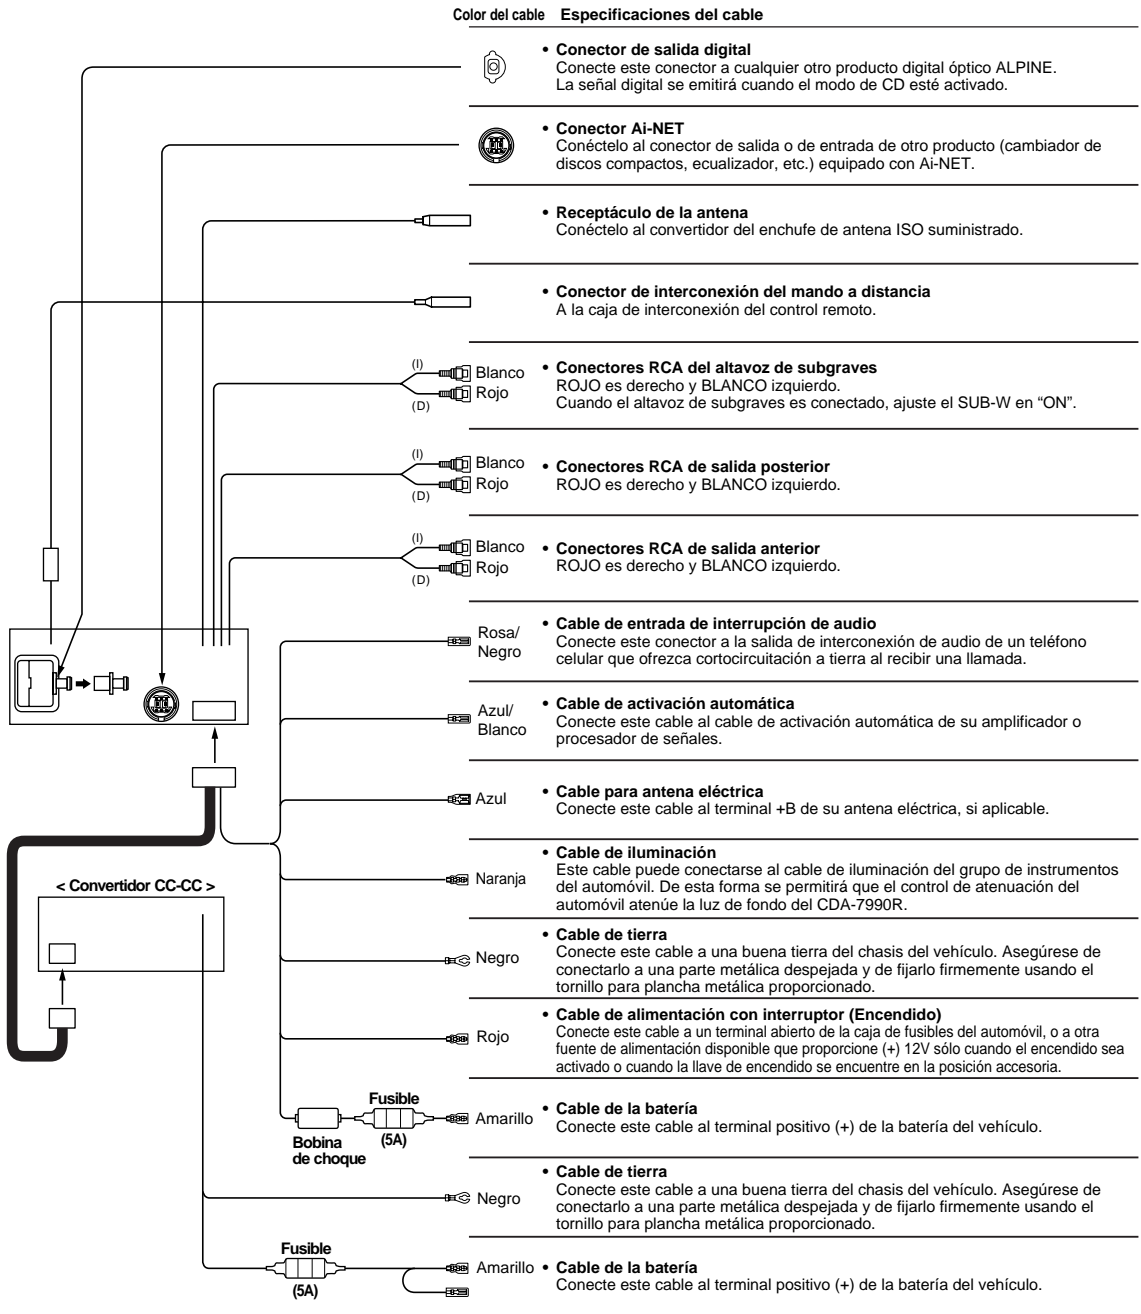 Color del cable Especificaciones del cable
• Conector de salida digital
Conecte este conector a cualquier otro producto digital óptico ALPINE.
La señal digital se emitirá cuando el modo de CD esté activado.
• Conector Ai-NET
Conéctelo al conector de salida o de entrada de otro producto (cambiador de
discos compactos, ecualizador, etc.) equipado con Ai-NET.
• Receptáculo de la antena
Conéctelo al convertidor del enchufe de antena ISO suministrado.
• Conector de interconexión del mando a distancia
A la caja de interconexión del control remoto.
(I) Blanco
Rojo
(D)
• Conectores RCA del altavoz de subgraves
ROJO es derecho y BLANCO izquierdo.
Cuando el altavoz de subgraves es conectado, ajuste el SUB-W en “ON”.
(I) Blanco
Rojo
(D)
• Conectores RCA de salida posterior
ROJO es derecho y BLANCO izquierdo.
(I) Blanco
Rojo
(D)
• Conectores RCA de salida anterior
ROJO es derecho y BLANCO izquierdo.
Rosa/
Negro
• Cable de entrada de interrupción de audio
Conecte este conector a la salida de interconexión de audio de un teléfono
celular que ofrezca cortocircuitación a tierra al recibir una llamada.
Azul/
Blanco
• Cable de activación automática
Conecte este cable al cable de activación automática de su amplificador o
procesador de señales.
Azul
• Cable para antena eléctrica
Conecte este cable al terminal +B de su antena eléctrica, si aplicable.
< Convertidor CC-CC >
Naranja
• Cable de iluminación
Este cable puede conectarse al cable de iluminación del grupo de instrumentos
del automóvil. De esta forma se permitirá que el control de atenuación del
automóvil atenúe la luz de fondo del CDA-7990R.
Negro
• Cable de tierra
Conecte este cable a una buena tierra del chasis del vehículo. Asegúrese de
conectarlo a una parte metálica despejada y de fijarlo firmemente usando el
tornillo para plancha metálica proporcionado.
Rojo
• Cable de alimentación con interruptor (Encendido)
Conecte este cable a un terminal abierto de la caja de fusibles del automóvil, o a otra
fuente de alimentación disponible que proporcione (+) 12V sólo cuando el encendido sea
activado o cuando la llave de encendido se encuentre en la posición accesoria.
Bobina
de choque
Fusible
(5A)
Amarillo
• Cable de la batería
Conecte este cable al terminal positivo (+) de la batería del vehículo.
Negro
• Cable de tierra
Conecte este cable a una buena tierra del chasis del vehículo. Asegúrese de
conectarlo a una parte metálica despejada y de fijarlo firmemente usando el
tornillo para plancha metálica proporcionado.
Fusible
(5A)
Amarillo
• Cable de la batería
Conecte este cable al terminal positivo (+) de la batería del vehículo.